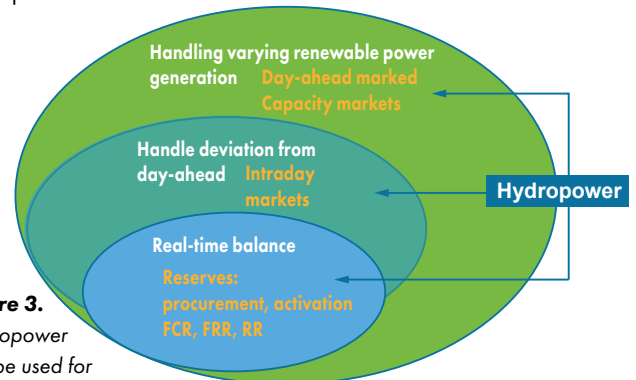 Handling varying renewable power
generation Day-ahead marked
Capacity markets
Handle deviation from
day-ahead Intraday
markets
Hydropower
Real-time balance
Reserves:
procurement, activation
FCR, FRR, RR
re 3.
opower
be used for